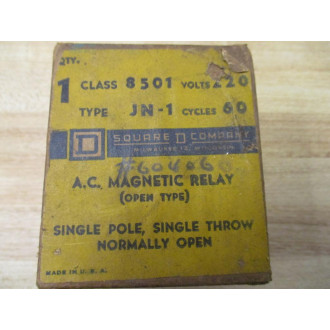 QTY.
1 CLASS 8501 VOLTS 220
TYPE JN-1 CYCLES 60
D SQUARE D COMPANY
A.C. MAGNETIC RELAY
(OPEN TYPE)
SINGLE POLE, SINGLE THROW
NORMALLY OPEN
MADE IN U.S.A.